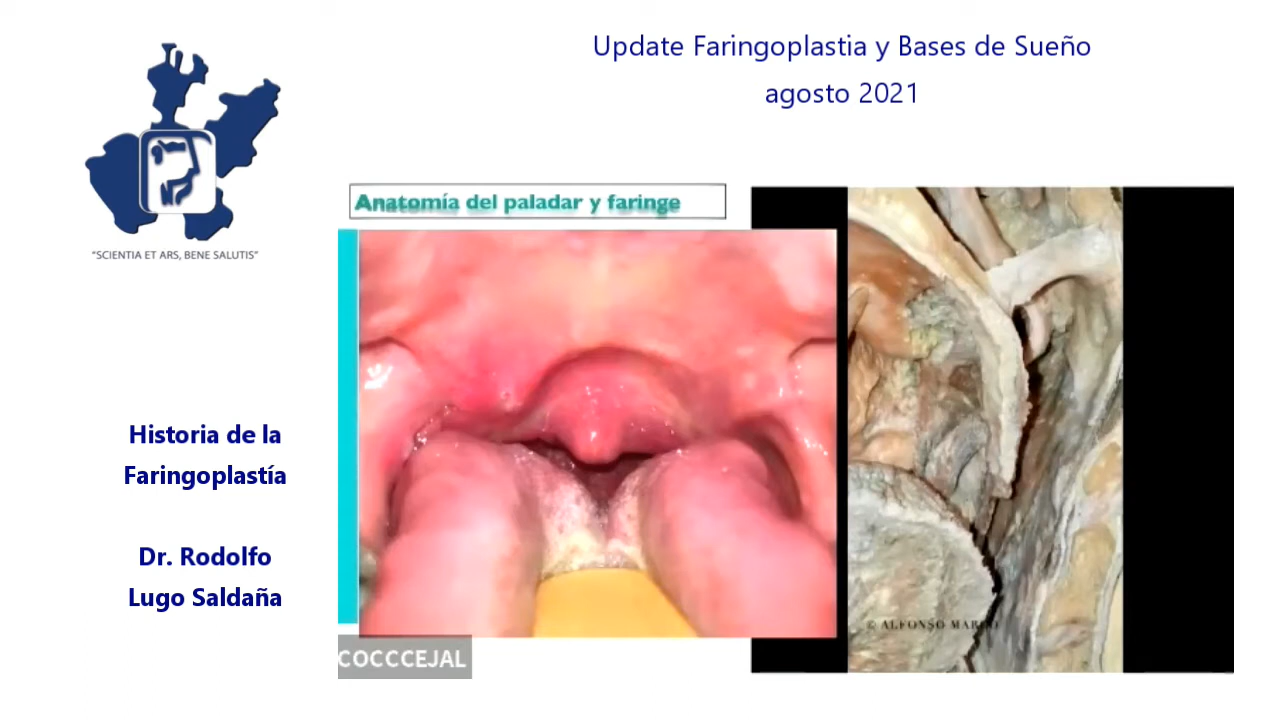 Update Faringoplastia y Bases de Sueño
agosto 2021
"SCIENTIA ET ARS, BENE SALUTIS"
Anatomía del paladar y faringe
Historia de la
Faringoplastía
Dr. Rodolfo
Lugo Saldaña
© ALFONSO
COCCCEJAL